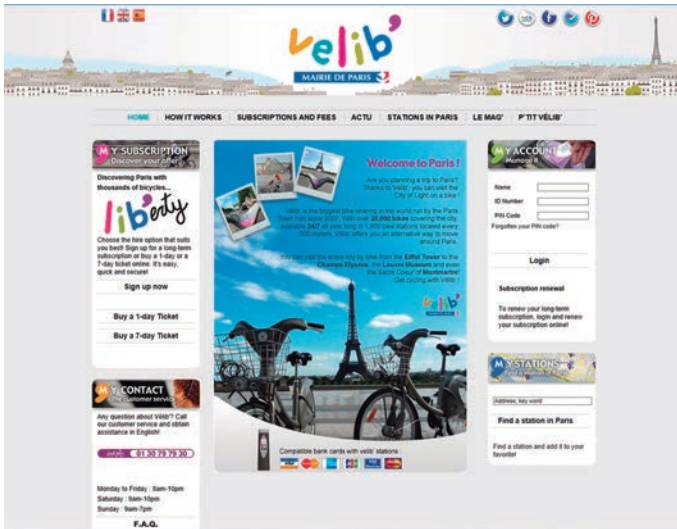 velib'
MAIRIE DE PARIS
HOME HOW IT WORKS SUBSCRIPTIONS AND FEES ACTU STATIONS IN PARIS LE MAG' P'TIT VÉLIB'
MY SUBSCRIPTION
Discover your offer
Discovering Paris with
thousands of bicycles...
lib'erty
Choose the hire option that suits
you best! Sign up for a long-term
subscription or buy a 1-day or a
7-day ticket online. It's easy,
quick and secure!
Sign up now
Buy a 1-day Ticket
Buy a 7-day Ticket
MY CONTACT
The customer service
Any question about Vélib'? Call
our customer service and obtain
assistance in English!
01 30 79 79 30
Monday to Friday : 8am-10pm
Saturday : 9am-10pm
Sunday : 9am-7pm
F.A.Q.
Welcome to Paris !
Are you planning a trip to Paris?
Thanks to Velib', you can visit the
City of Light on a bike !
Velib' is the biggest bike sharing in the world run by the Paris
Town Hall since 2007. With over 20,000 bikes covering the city,
available 24/7 all year long in 1,800 bike stations located every
300 meters, Velib' offers you an alternative way to move
around Paris.
You can visit the entire city by bike from the Eiffel Tower to the
Champs Elysées, the Louvre Museum and even
the Sacré Coeur of Montmartre!
Get cycling with Vélib' !
velib'
Compatible bank cards with velib' stations :
MY ACCOUNT
Manage it
Name
ID Number
PIN Code
Forgotten your PIN code?
Login
Subscription renewal
To renew your long-term
subscription, login and renew
your subscription online!
MY STATIONS
Find a station in Paris
Address, key word
Find a station in Paris
Find a station and add it to your
favorite!